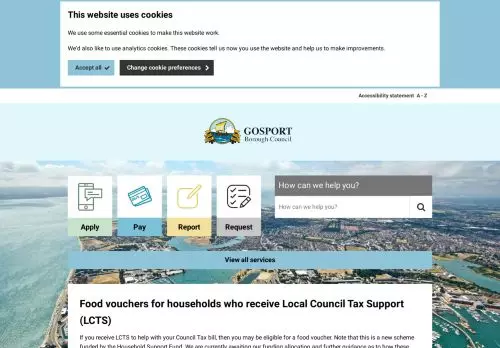 This website uses cookies
We use some essential cookies to make this website work.
We'd also like to use analytics cookies. These cookies tell us now you use the website and help us to make improvements.
Accept all
Change cookie preferences
Accessibility statement A - Z
GOSPORT
Borough Council
How can we help you?
How can we help you?
Apply
Pay
Report
Request
View all services
Food vouchers for households who receive Local Council Tax Support
(LCTS)
If you receive LCTS to help with your Council Tax bill, then you may be eligible for a food voucher. Note that this is a new scheme
funded by the Household Support Fund. We are currently awaiting our funding allocation and further guidance as to how these